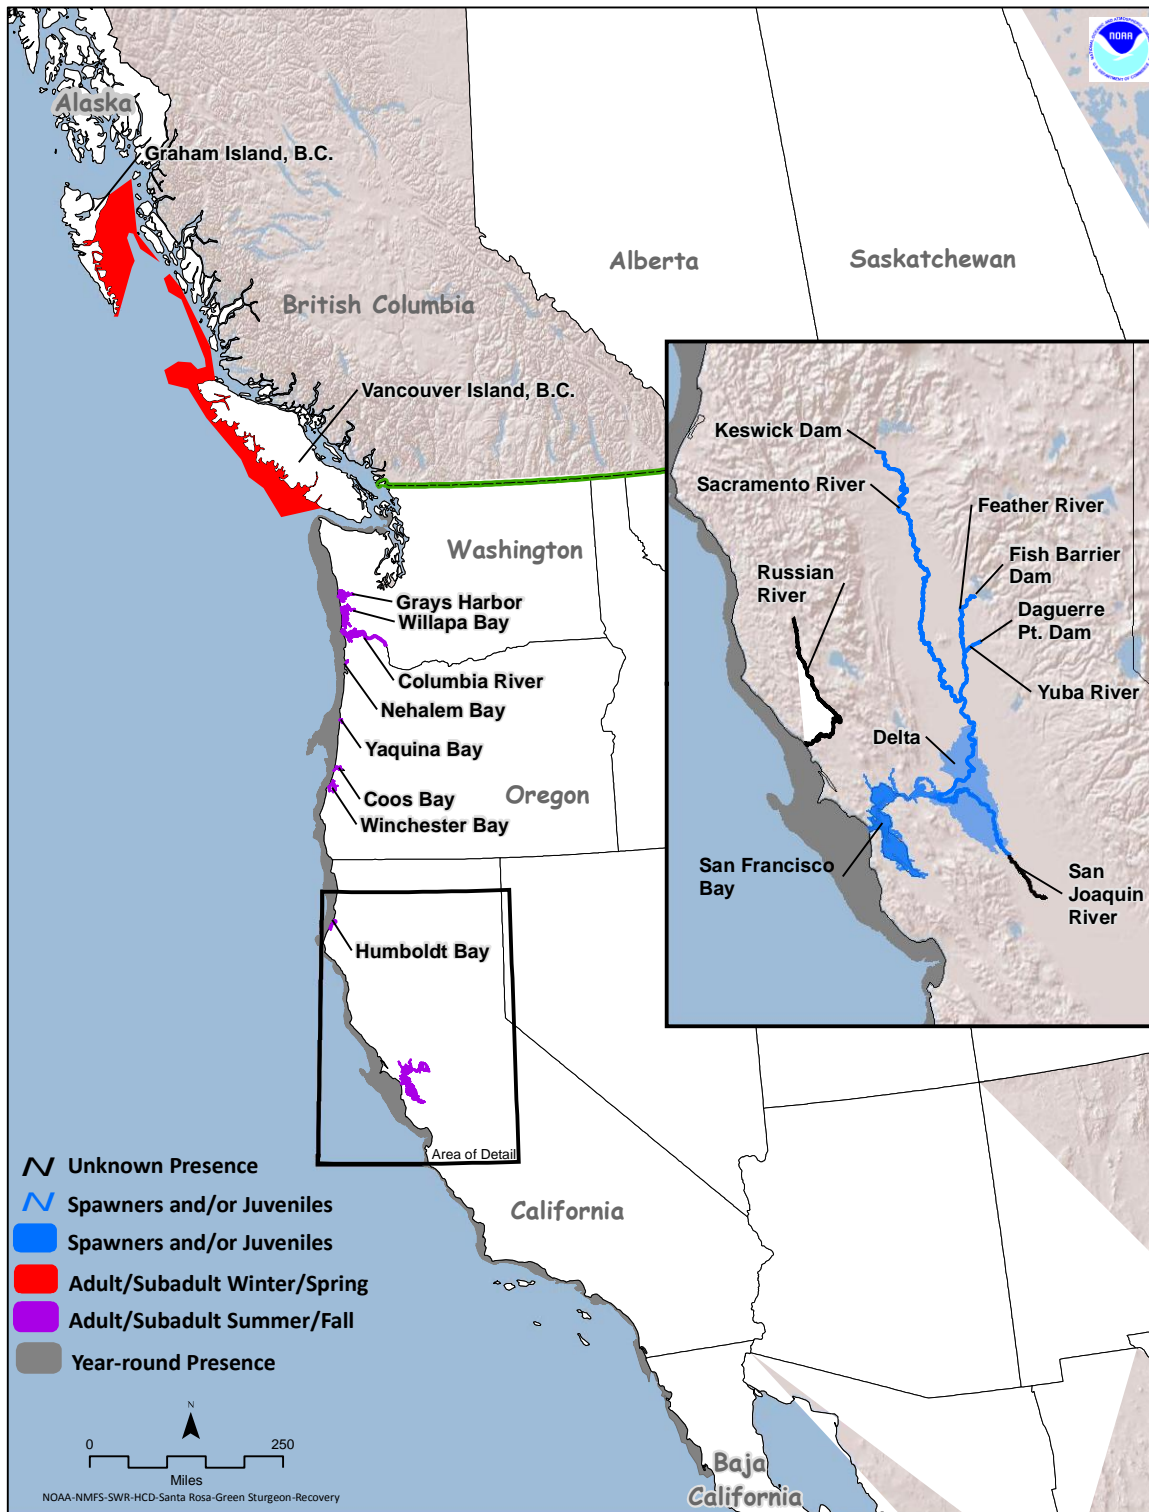 NOAA
Alaska
Graham Island, B.C.
Alberta
Saskatchewan
British Columbia
Vancouver Island, B.C.
Washington
Grays Harbor
Willapa Bay
Columbia River
Nehalem Bay
Yaquina Bay
Coos Bay
Oregon
Winchester Bay
Humboldt Bay
Area of Detail
California
Baja
California
Keswick Dam
Sacramento River
Feather River
Fish Barrier
Dam
Russian
River
Daguerre
Pt. Dam
Yuba River
Delta
San Francisco
Bay
San
Joaquin
River
Unknown Presence
Spawners and/or Juveniles
Spawners and/or Juveniles
Adult/Subadult Winter/Spring
Adult/Subadult Summer/Fall
Year-round Presence
N
0 250
Miles
NOAA-NMFS-SWR-HCD-Santa Rosa-Green Sturgeon-Recovery